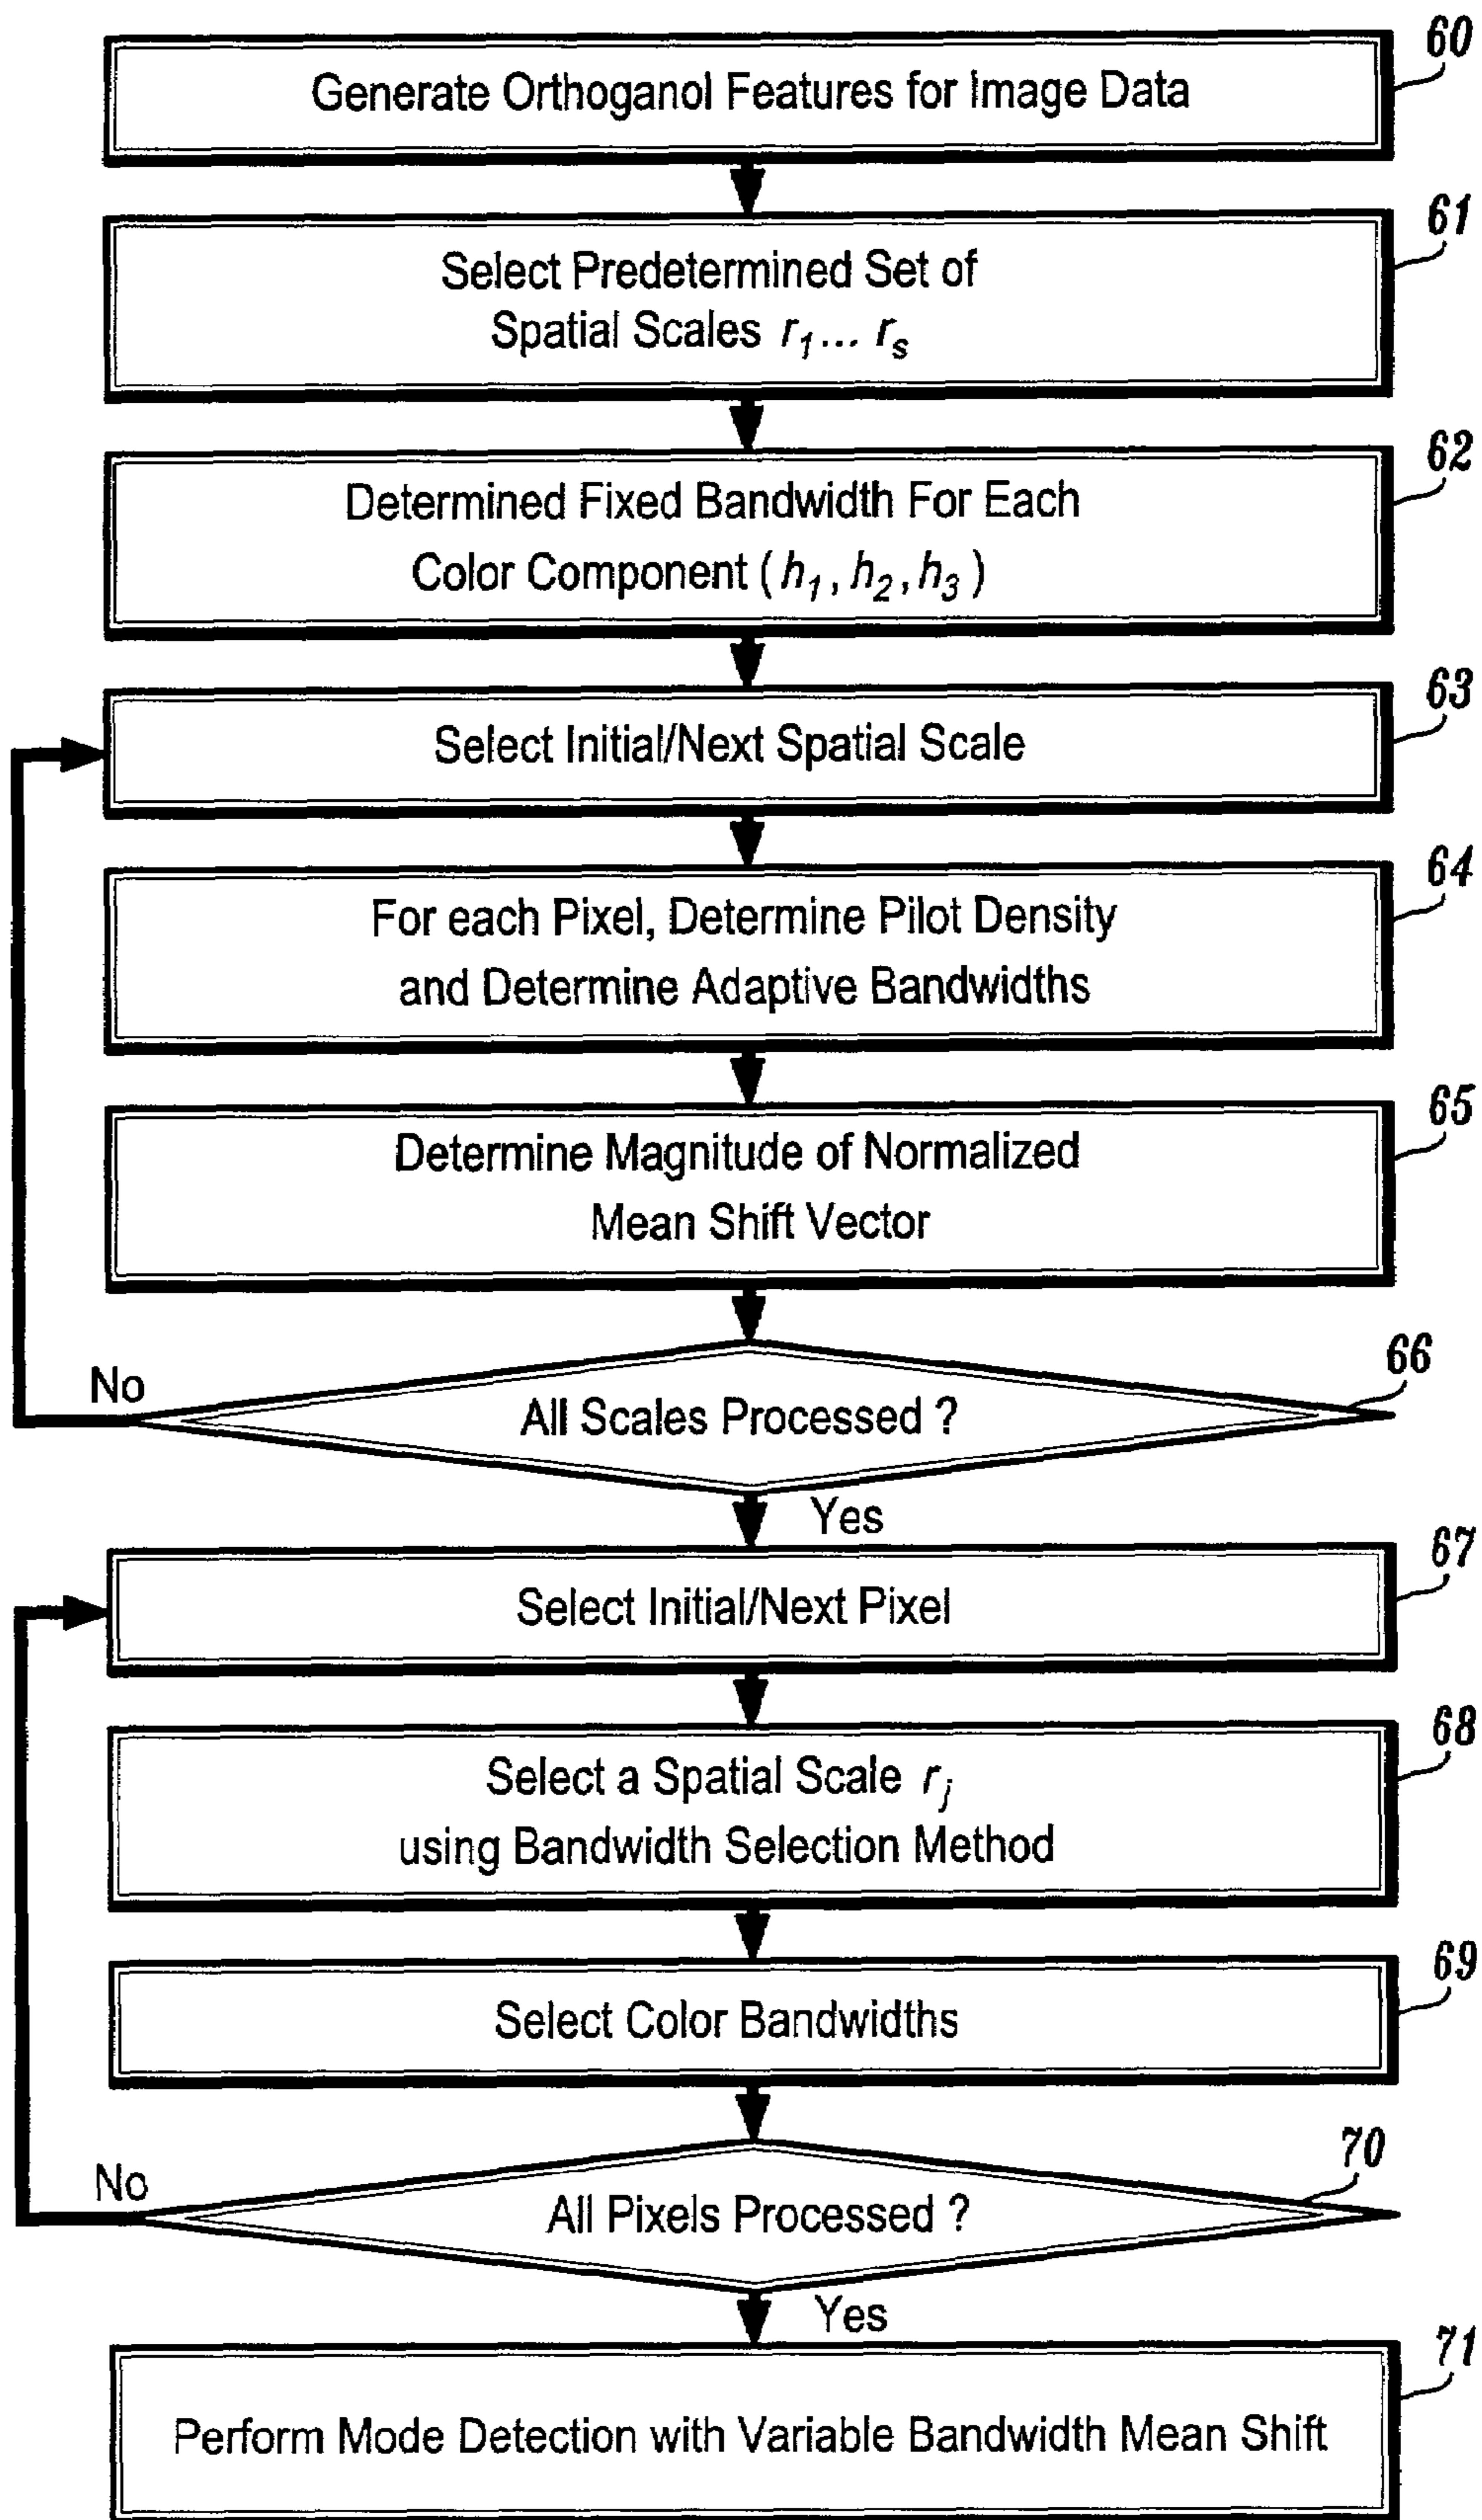 60
Generate Orthoganol Features for Image Data
61
Select Predetermined Set of
Spatial Scales r₁... rₛ
62
Determined Fixed Bandwidth For Each
Color Component ( h₁, h₂, h₃ )
63
Select Initial/Next Spatial Scale
64
For each Pixel, Determine Pilot Density
and Determine Adaptive Bandwidths
65
Determine Magnitude of Normalized
Mean Shift Vector
66
No
All Scales Processed ?
Yes
67
Select Initial/Next Pixel
68
Select a Spatial Scale rⱼ
using Bandwidth Selection Method
69
Select Color Bandwidths
70
No
All Pixels Processed ?
Yes
71
Perform Mode Detection with Variable Bandwidth Mean Shift